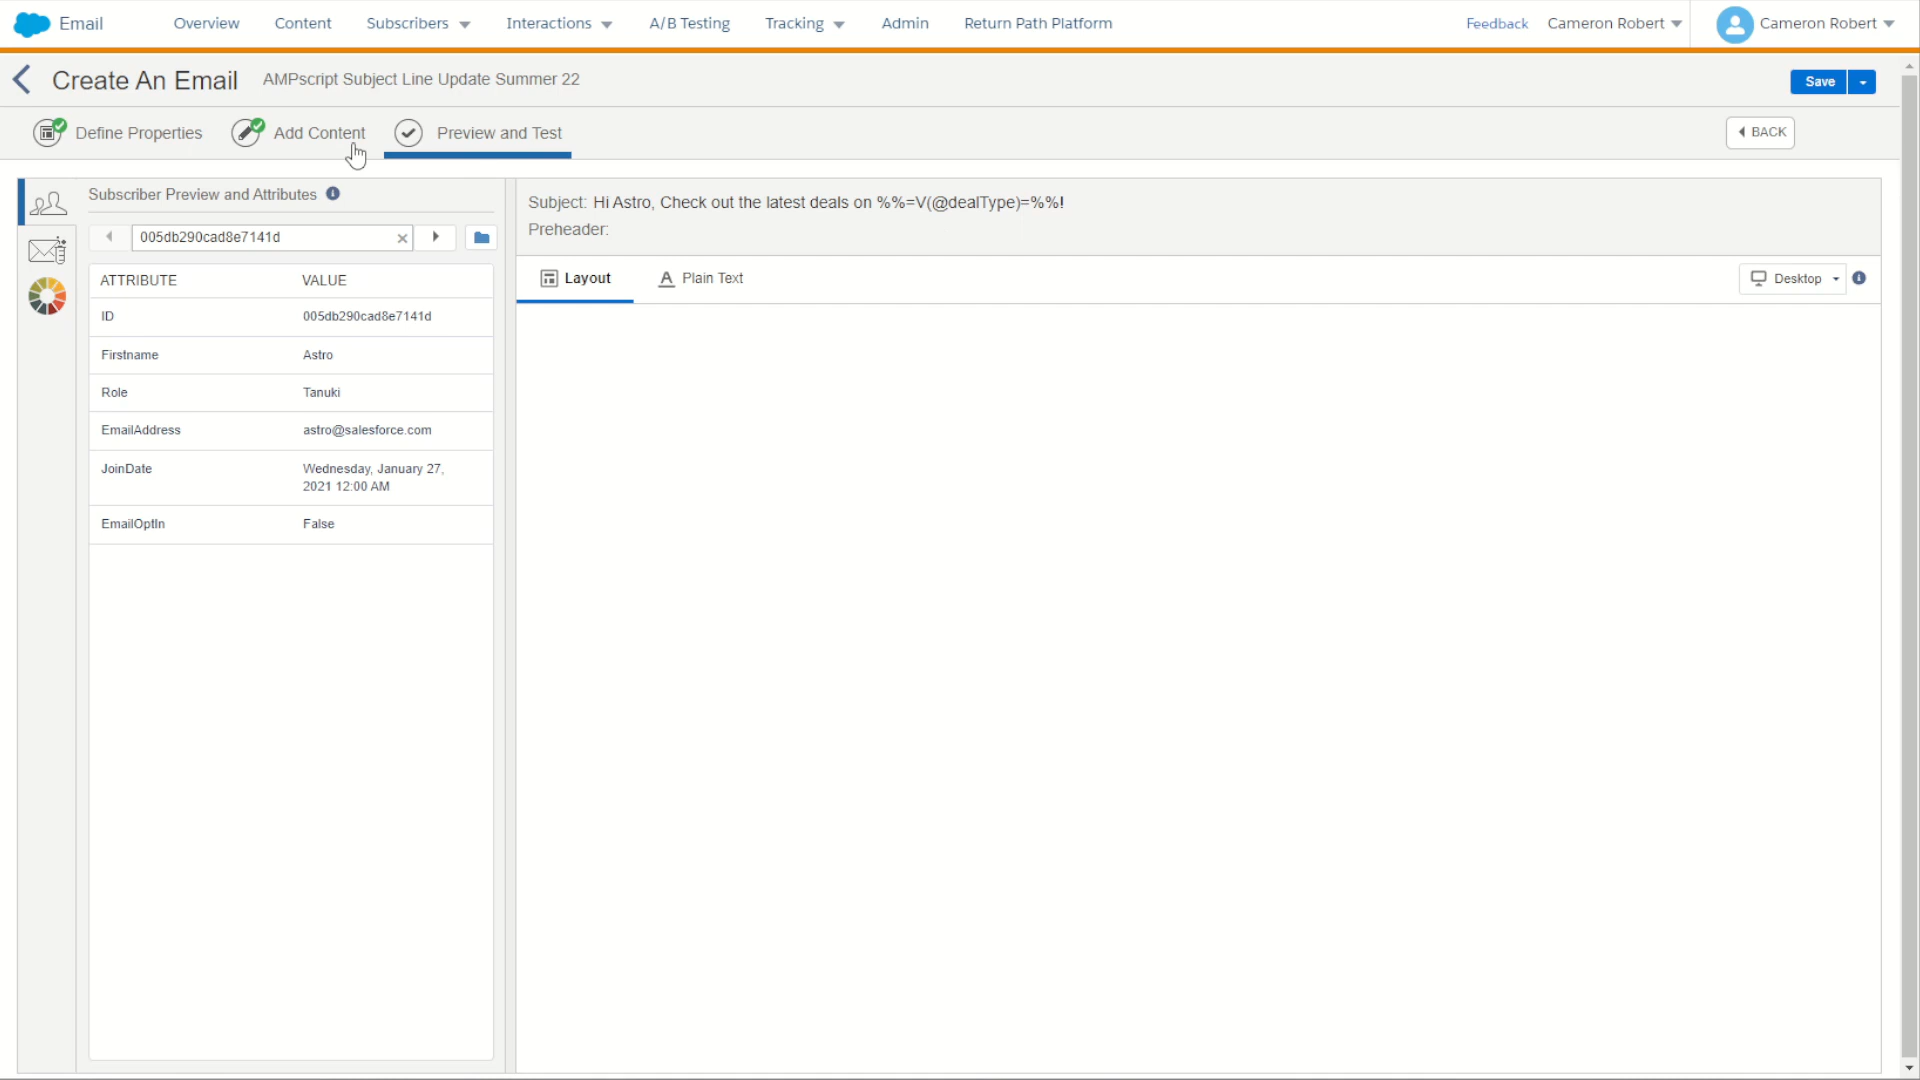 Email
Overview
Content
Subscribers
Interactions
A/B Testing
Tracking
Admin
Return Path Platform
Feedback
Cameron Robert
Cameron Robert
Create An Email
AMPscript Subject Line Update Summer 22
Save
Define Properties
Add Content
Preview and Test
BACK
Subscriber Preview and Attributes
005db290cad8e7141d
ATTRIBUTE VALUE
ID 005db290cad8e7141d
Firstname Astro
Role Tanuki
EmailAddress astro@salesforce.com
JoinDate Wednesday, January 27,
2021 12:00 AM
EmailOptIn False
Subject: Hi Astro, Check out the latest deals on %%=V(@dealType)=%%!
Preheader:
Layout
Plain Text
Desktop